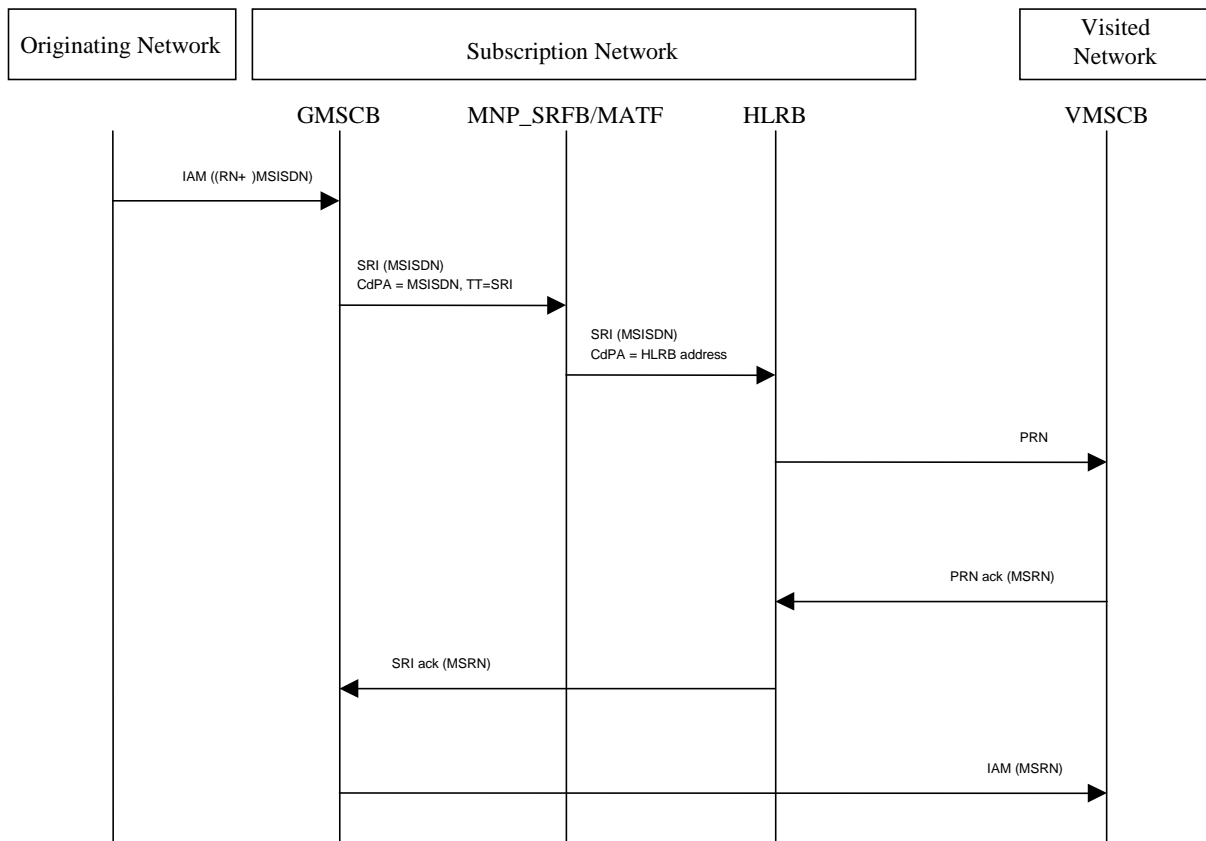 Originating Network
Subscription Network
Visited
Network
GMSCB
MNP_SRFB/MATF
HLRB
VMSCB
IAM ((RN+ )MSISDN)
SRI (MSISDN)
CdPA = MSISDN, TT=SRI
SRI (MSISDN)
CdPA = HLRB address
PRN
PRN ack (MSRN)
SRI ack (MSRN)
IAM (MSRN)